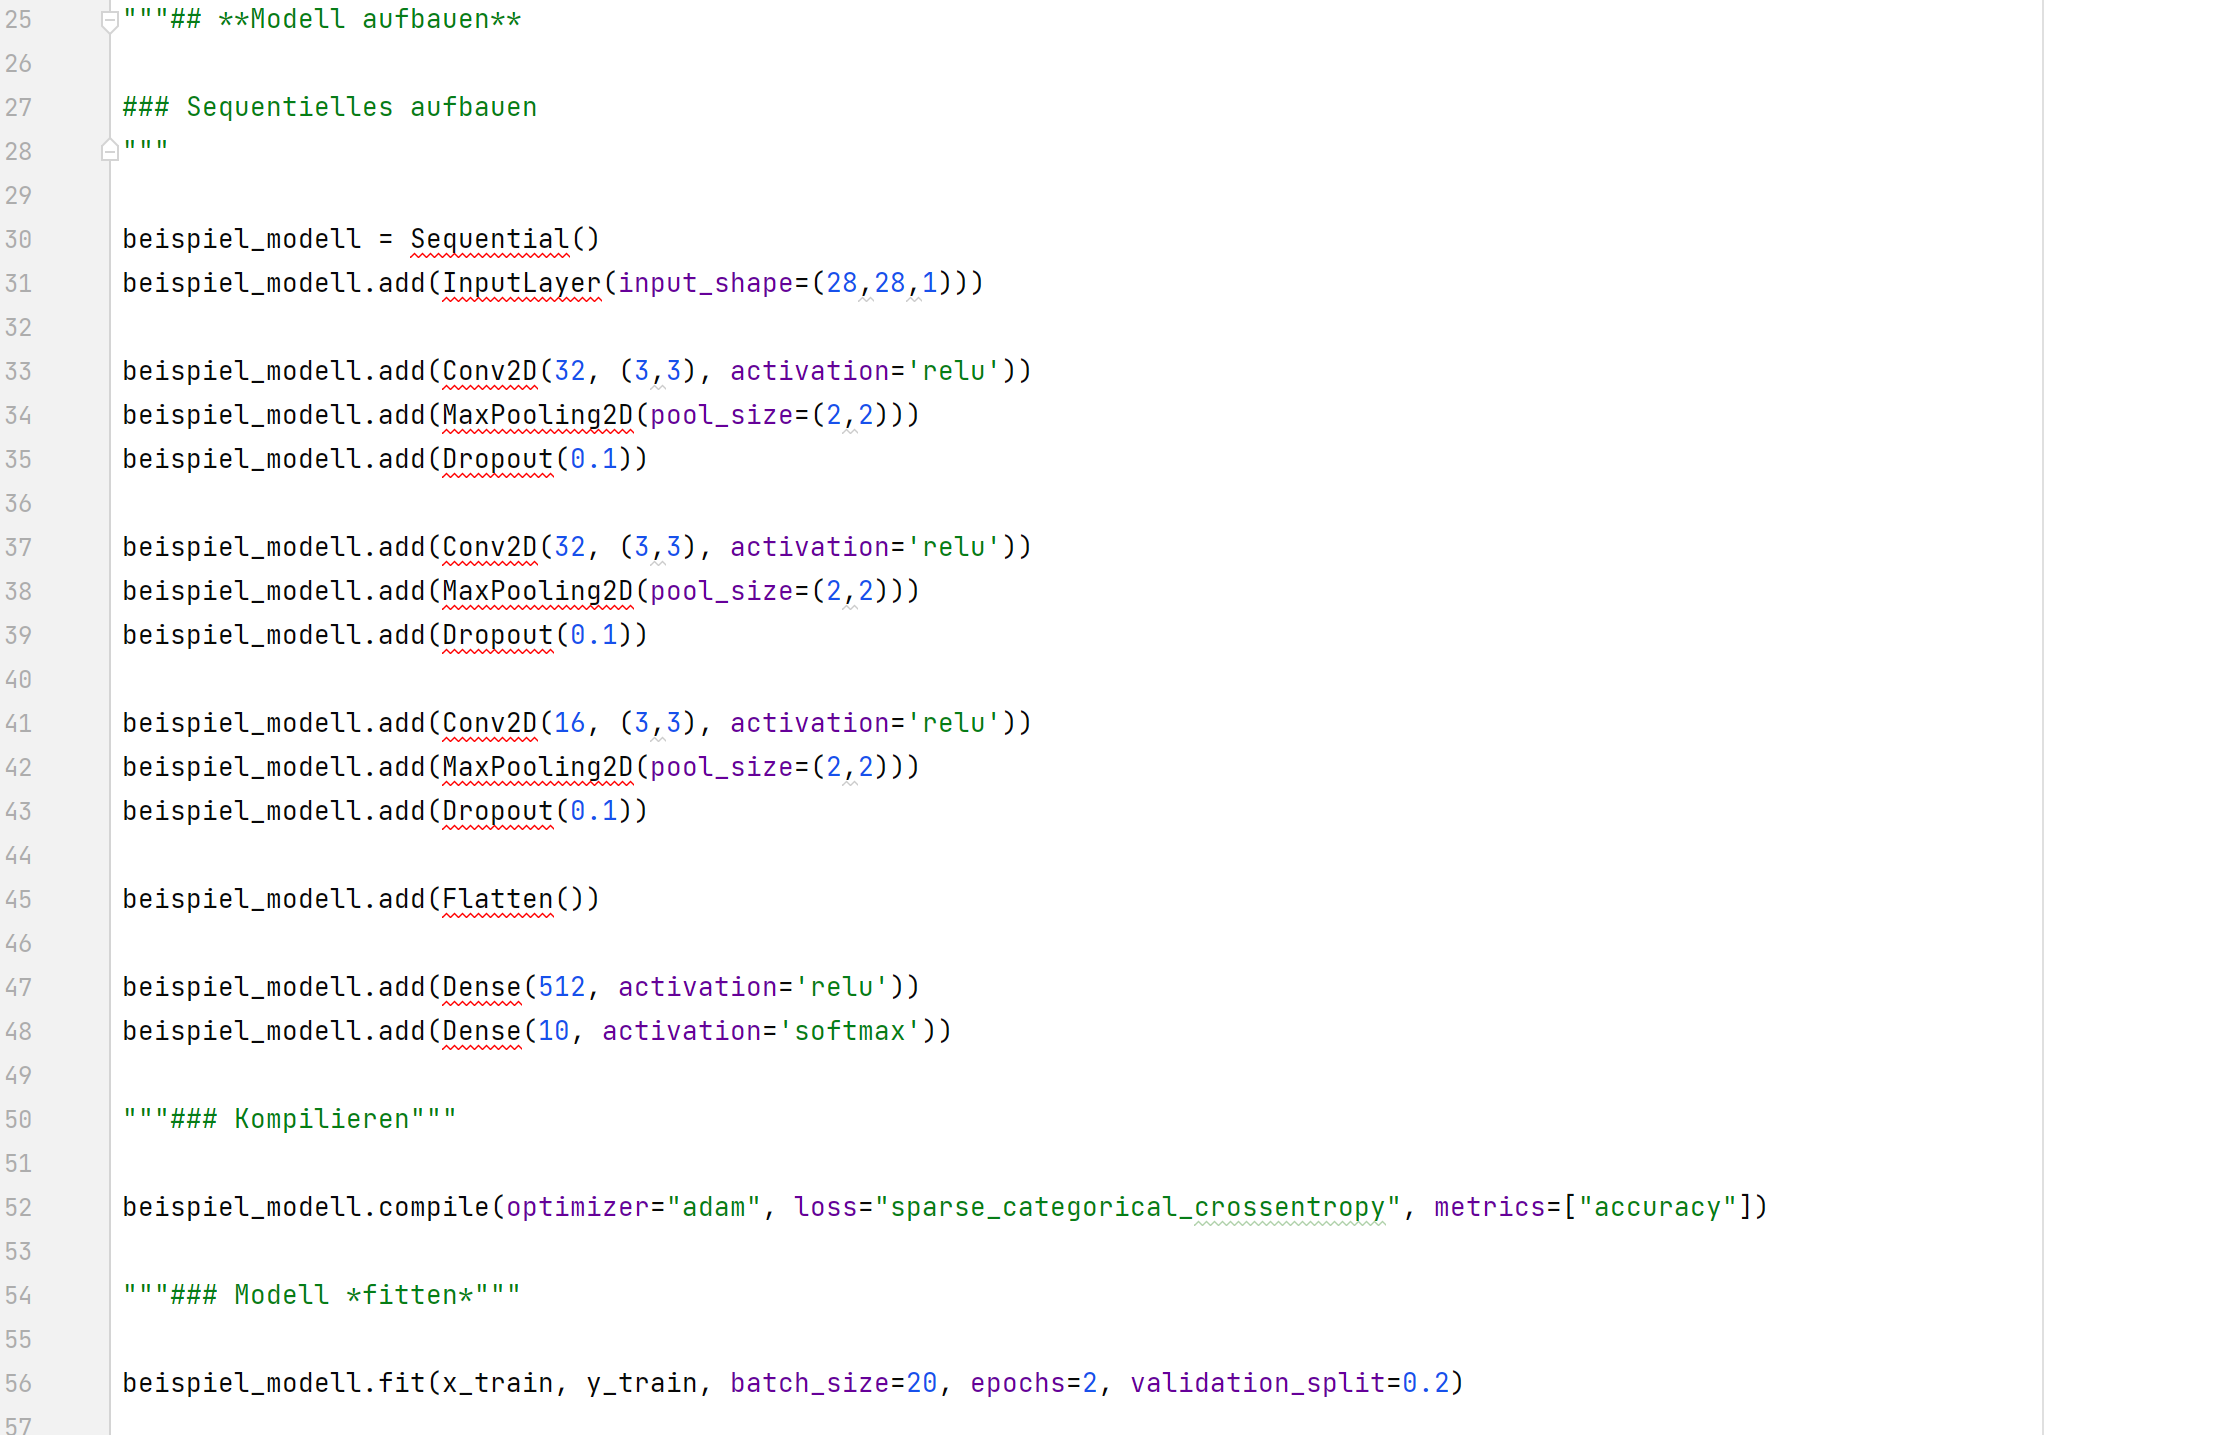 25 """## **Modell aufbauen**
26
27 ### Sequentielles aufbauen
28 """
29
30 beispiel_modell = Sequential()
31 beispiel_modell.add(InputLayer(input_shape=(28,28,1)))
32
33 beispiel_modell.add(Conv2D(32, (3,3), activation='relu'))
34 beispiel_modell.add(MaxPooling2D(pool_size=(2,2)))
35 beispiel_modell.add(Dropout(0.1))
36
37 beispiel_modell.add(Conv2D(32, (3,3), activation='relu'))
38 beispiel_modell.add(MaxPooling2D(pool_size=(2,2)))
39 beispiel_modell.add(Dropout(0.1))
40
41 beispiel_modell.add(Conv2D(16, (3,3), activation='relu'))
42 beispiel_modell.add(MaxPooling2D(pool_size=(2,2)))
43 beispiel_modell.add(Dropout(0.1))
44
45 beispiel_modell.add(Flatten())
46
47 beispiel_modell.add(Dense(512, activation='relu'))
48 beispiel_modell.add(Dense(10, activation='softmax'))
49
50 """### Kompilieren"""
51
52 beispiel_modell.compile(optimizer="adam", loss="sparse_categorical_crossentropy", metrics=["accuracy"])
53
54 """### Modell *fitten*"""
55
56 beispiel_modell.fit(x_train, y_train, batch_size=20, epochs=2, validation_split=0.2)
57